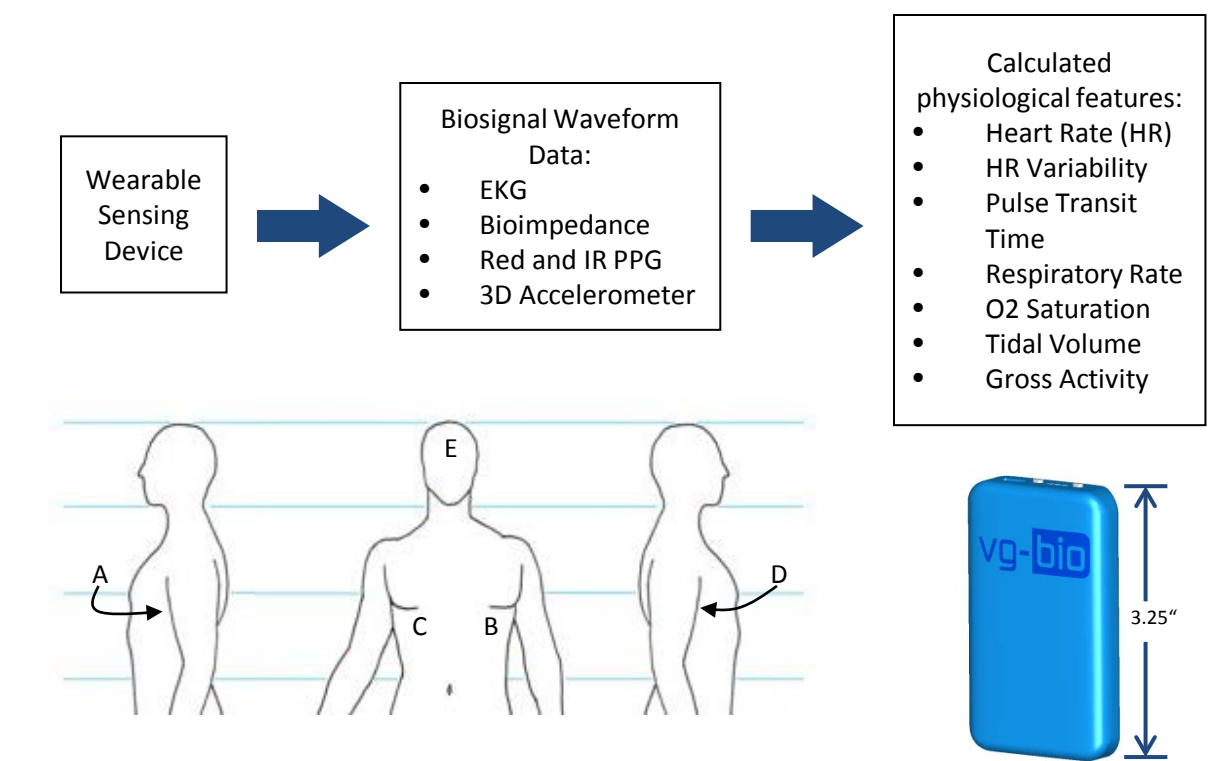 Wearable
Sensing
Device
Biosignal Waveform
Data:
• EKG
• Bioimpedance
• Red and IR PPG
• 3D Accelerometer
Calculated
physiological features:
• Heart Rate (HR)
• HR Variability
• Pulse Transit
Time
• Respiratory Rate
• O2 Saturation
• Tidal Volume
• Gross Activity
E
A
D
C
B
vg-bio
3.25“